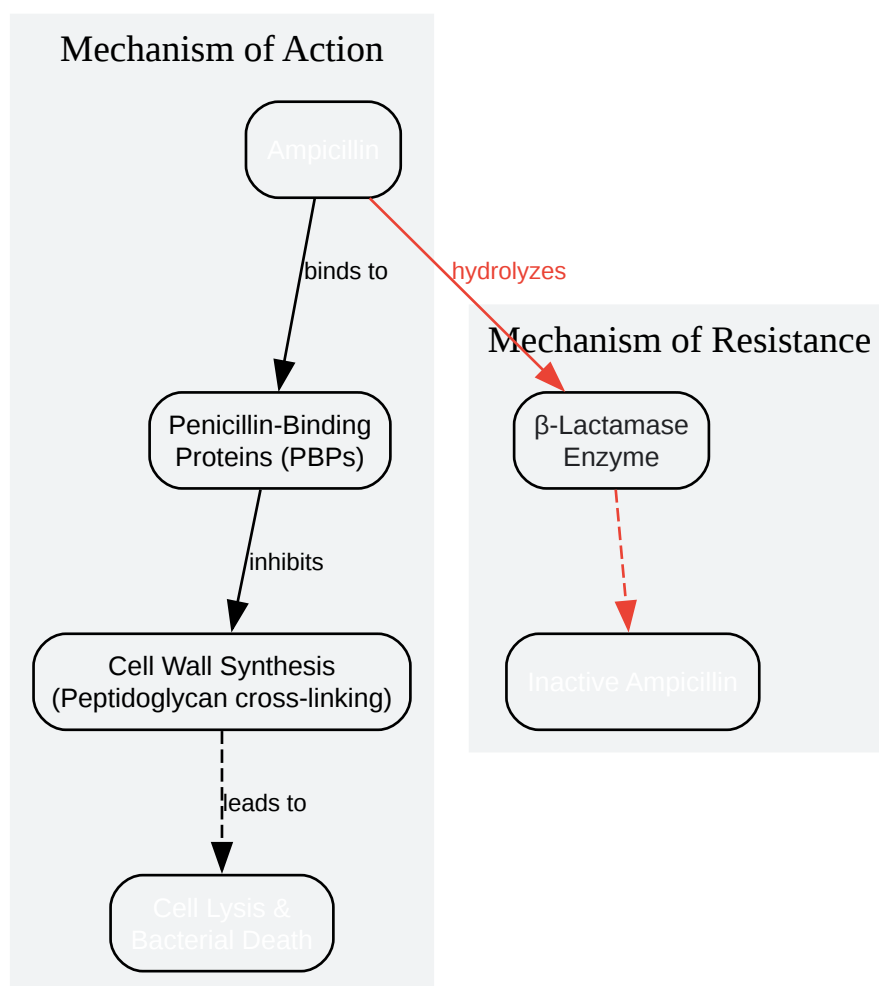 Mechanism of Action
Ampicillin
binds to
hydrolyzes
Mechanism of Resistance
Penicillin-Binding
Proteins (PBPs)
β-Lactamase
Enzyme
inhibits
Cell Wall Synthesis
(Peptidoglycan cross-linking)
Inactive Ampicillin
leads to
Cell Lysis &
Bacterial Death